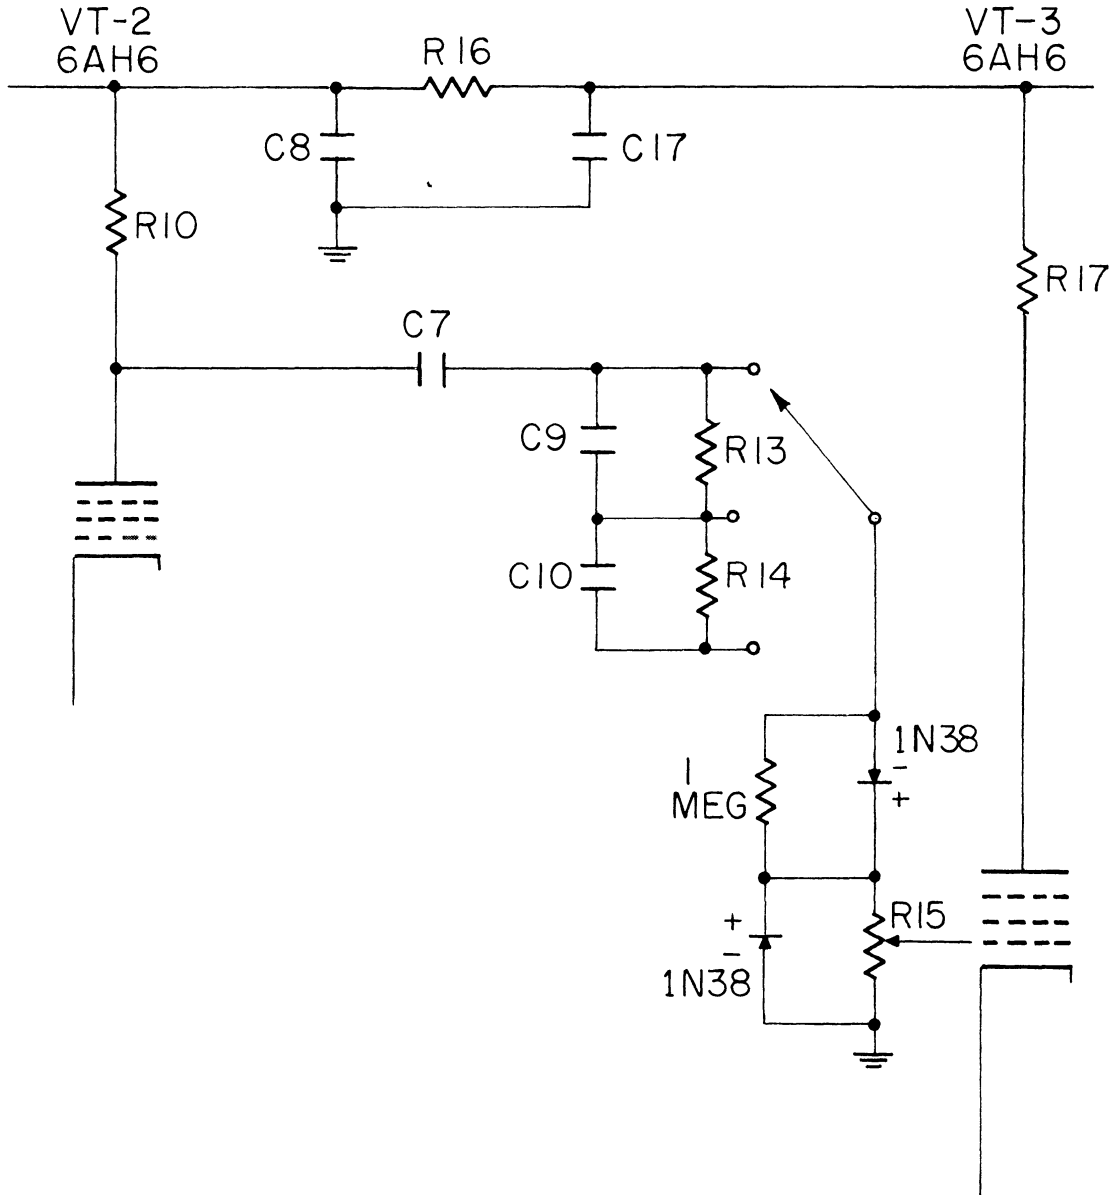 VT-2
6AH6
R16
VT-3
6AH6
C8
C17
R10
R17
C7
C9
R13
C10
R14
1N38
-
+
1
MEG
+
-
1N38
R15